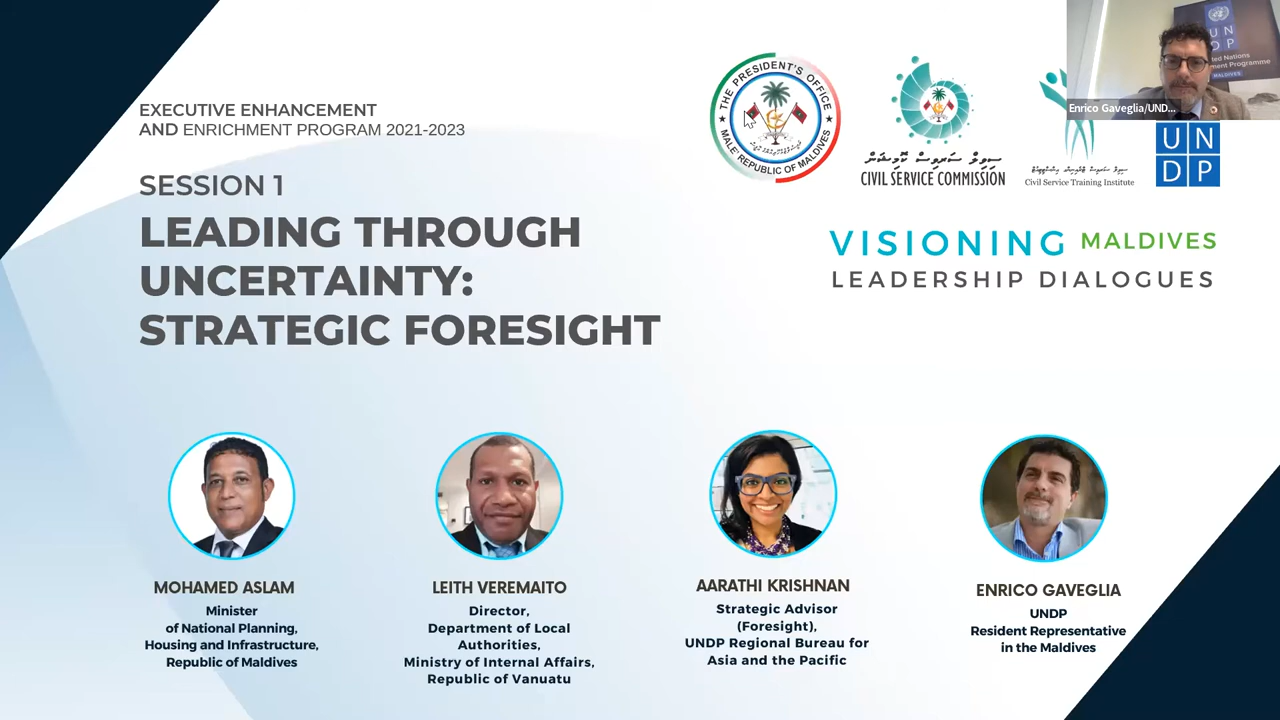 EXECUTIVE ENHANCEMENT
AND ENRICHMENT PROGRAM 2021-2023
SESSION 1
LEADING THROUGH
UNCERTAINTY:
STRATEGIC FORESIGHT
THE PRESIDENT'S OFFICE
MALE' REPUBLIC OF MALDIVES
ސިވިލް ސަރވިސް ކޮމިޝަން
CIVIL SERVICE COMMISSION
ސިވިލް ސަރވިސް ޓްރެއިނިންގ އިންސްޓިޓިއުޓް
Civil Service Training Institute
UN
DP
UN
DP
Enrico Gaveglia/UND...
VISIONING MALDIVES
LEADERSHIP DIALOGUES
MOHAMED ASLAM
Minister
of National Planning,
Housing and Infrastructure,
Republic of Maldives
LEITH VEREMAITO
Director,
Department of Local
Authorities,
Ministry of Internal Affairs,
Republic of Vanuatu
AARATHI KRISHNAN
Strategic Advisor
(Foresight),
UNDP Regional Bureau for
Asia and the Pacific
ENRICO GAVEGLIA
UNDP
Resident Representative
in the Maldives